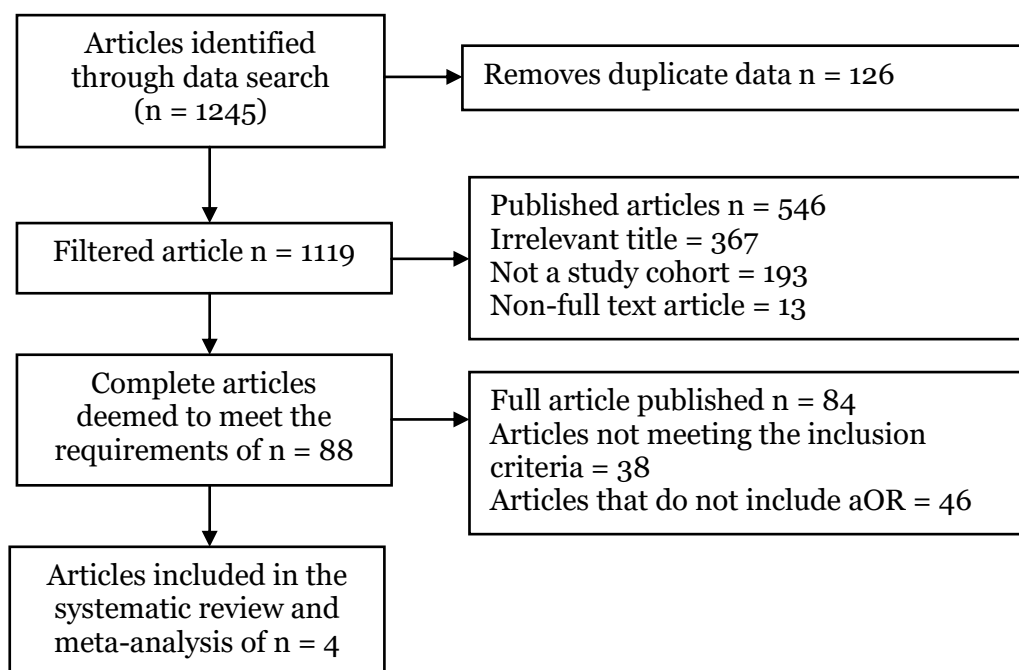 Articles identified
through data search
(n = 1245)
Removes duplicate data n = 126
Filtered article n = 1119
Published articles n = 546
Irrelevant title = 367
Not a study cohort = 193
Non-full text article = 13
Complete articles
deemed to meet the
requirements of n = 88
Full article published n = 84
Articles not meeting the inclusion
criteria = 38
Articles that do not include aOR = 46
Articles included in the
systematic review and
meta-analysis of n = 4